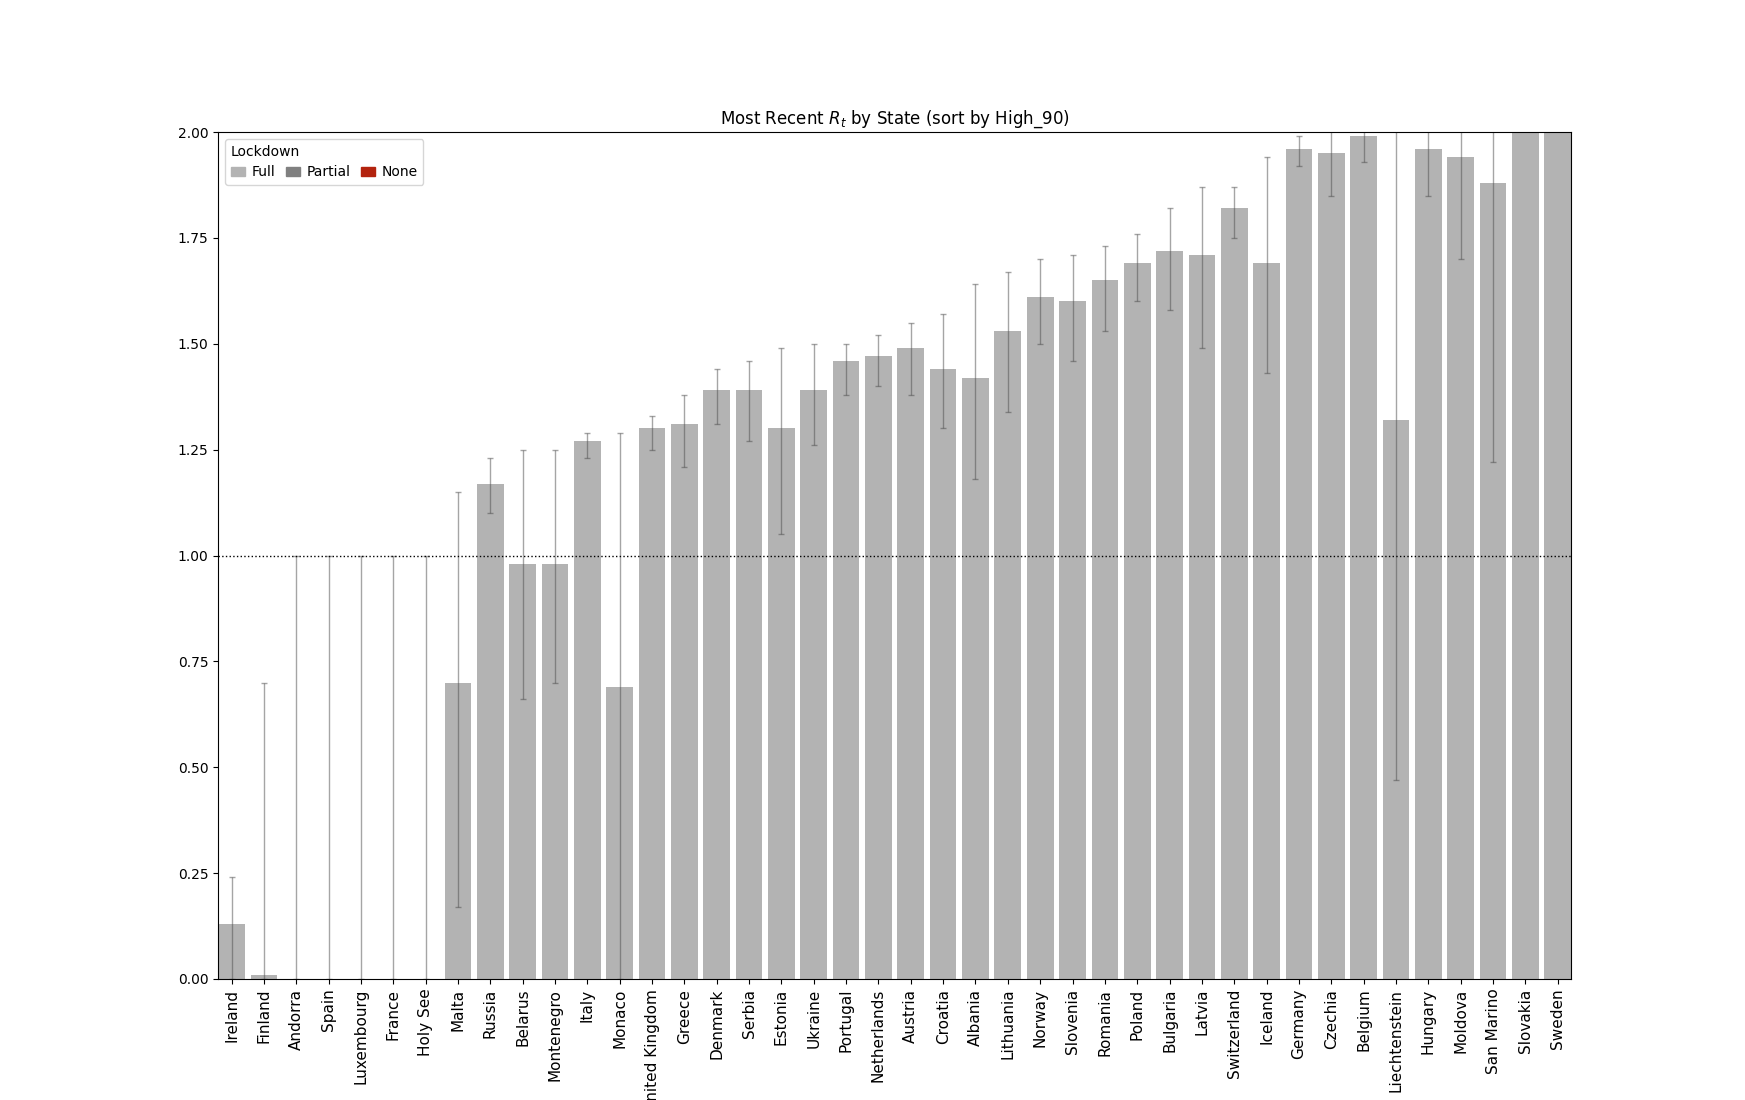 Most Recent R_t by State (sort by High_90)
2.00
Lockdown
Full Partial None
1.75
1.50
1.25
1.00
0.75
0.50
0.25
0.00
Ireland
Finland
Andorra
Spain
Luxembourg
France
Holy See
Malta
Russia
Belarus
Montenegro
Italy
Monaco
nited Kingdom
Greece
Denmark
Serbia
Estonia
Ukraine
Portugal
Netherlands
Austria
Croatia
Albania
Lithuania
Norway
Slovenia
Romania
Poland
Bulgaria
Latvia
Switzerland
Iceland
Germany
Czechia
Belgium
Liechtenstein
Hungary
Moldova
San Marino
Slovakia
Sweden